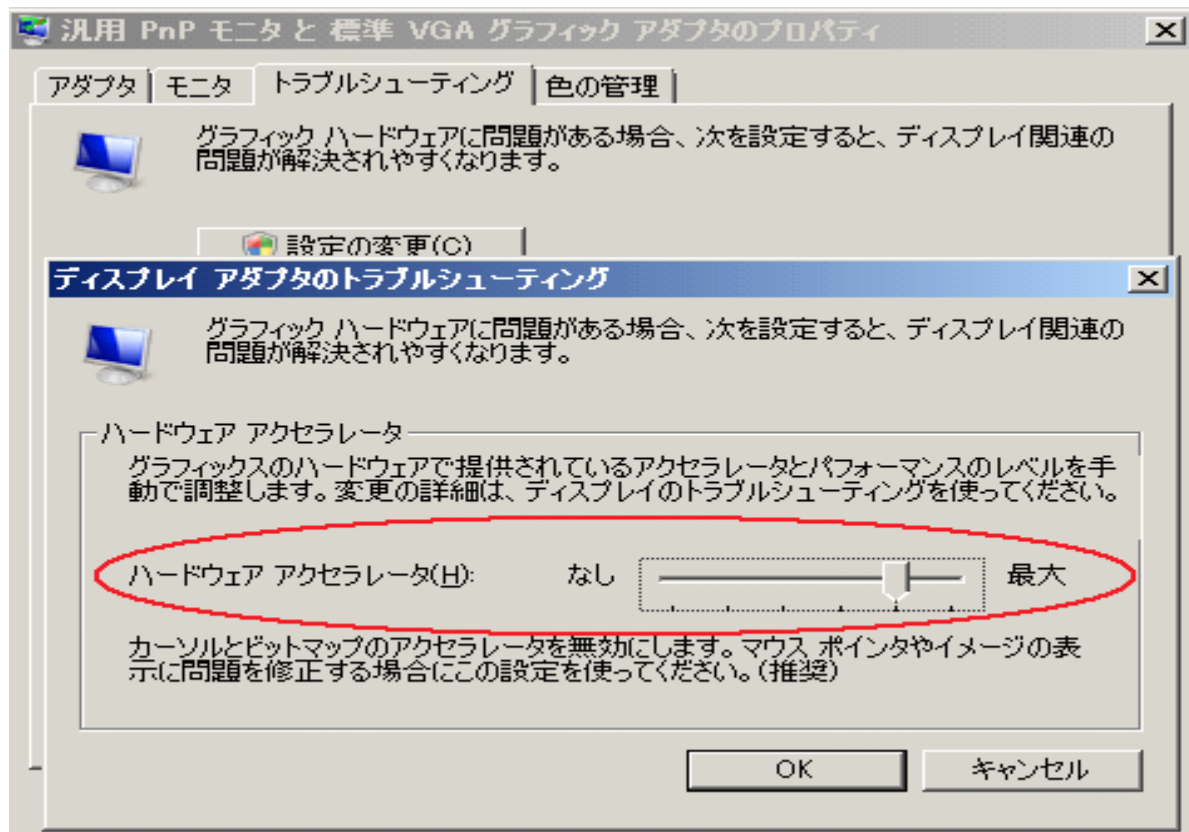 汎用 PnP モニタ と 標準 VGA グラフィック アダプタのプロパティ
アダプタ モニタ トラブルシューティング 色の管理
グラフィック ハードウェアに問題がある場合、次を設定すると、ディスプレイ関連の
問題が解決されやすくなります。
設定の変更(C)
ディスプレイ アダプタのトラブルシューティング
グラフィック ハードウェアに問題がある場合、次を設定すると、ディスプレイ関連の
問題が解決されやすくなります。
ハードウェア アクセラレータ
グラフィックスのハードウェアで提供されているアクセラレータとパフォーマンスのレベルを手
動で調整します。変更の詳細は、ディスプレイのトラブルシューティングを使ってください。
ハードウェア アクセラレータ(H): なし 最大
カーソルとビットマップのアクセラレータを無効にします。マウス ポインタやイメージの表
示に問題を修正する場合にこの設定を使ってください。(推奨)
OK キャンセル